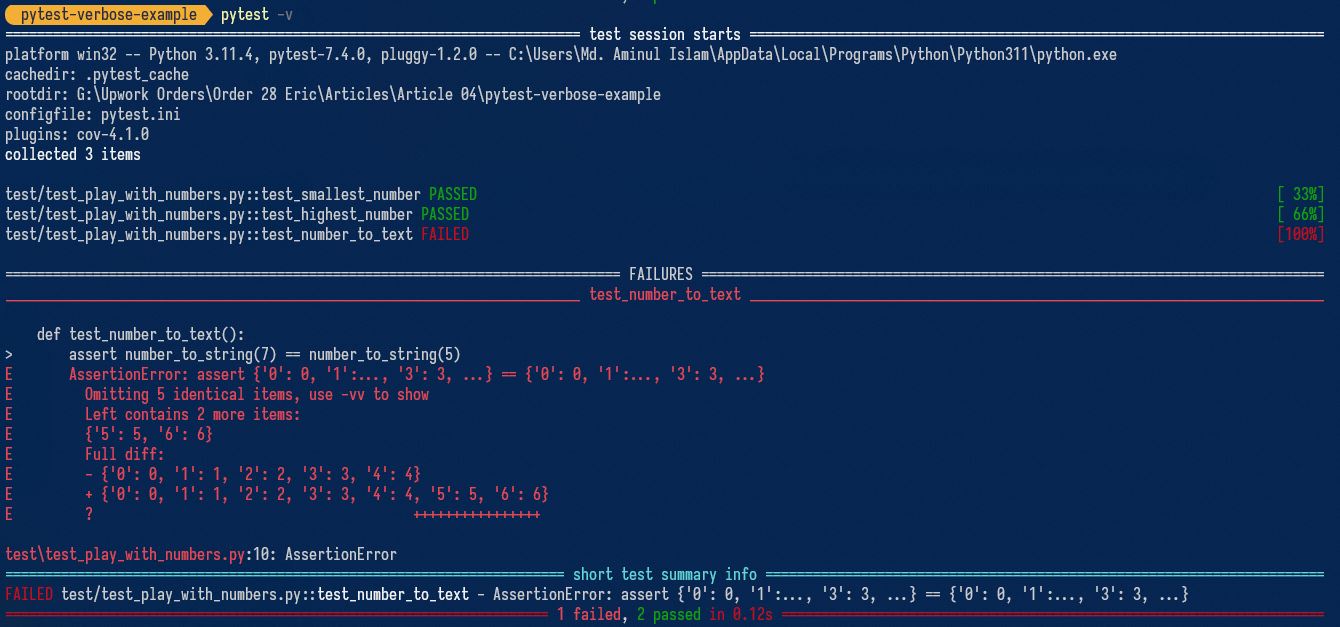 pytest-verbose-example pytest -v
============================== test session starts ==============================
platform win32 -- Python 3.11.4, pytest-7.4.0, pluggy-1.2.0 -- C:\Users\Md. Aminul Islam\AppData\Local\Programs\Python\Python311\python.exe
cachedir: .pytest_cache
rootdir: G:\Upwork Orders\Order 28 Eric\Articles\Article 04\pytest-verbose-example
configfile: pytest.ini
plugins: cov-4.1.0
collected 3 items
test/test_play_with_numbers.py::test_smallest_number PASSED [ 33%]
test/test_play_with_numbers.py::test_highest_number PASSED [ 66%]
test/test_play_with_numbers.py::test_number_to_text FAILED [100%]
============================== FAILURES ==============================
______________________________ test_number_to_text ______________________________
    def test_number_to_text():
>       assert number_to_string(7) == number_to_string(5)
E       AssertionError: assert {'0': 0, '1':..., '3': 3, ...} == {'0': 0, '1':..., '3': 3, ...}
E         Omitting 5 identical items, use -vv to show
E         Left contains 2 more items:
E         {'5': 5, '6': 6}
E         Full diff:
E         - {'0': 0, '1': 1, '2': 2, '3': 3, '4': 4}
E         + {'0': 0, '1': 1, '2': 2, '3': 3, '4': 4, '5': 5, '6': 6}
E         ?                                        ++++++++++++++++
test\test_play_with_numbers.py:10: AssertionError
============================== short test summary info ==============================
FAILED test/test_play_with_numbers.py::test_number_to_text - AssertionError: assert {'0': 0, '1':..., '3': 3, ...} == {'0': 0, '1':..., '3': 3, ...}
============================== 1 failed, 2 passed in 0.12s ==============================